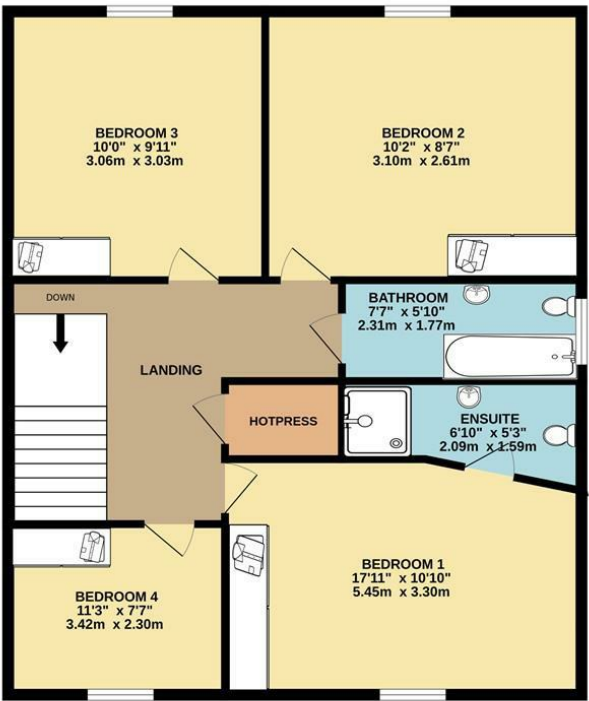 BEDROOM 3
10'0" x 9'11"
3.06m x 3.03m
BEDROOM 2
10'2" x 8'7"
3.10m x 2.61m
DOWN
BATHROOM
7'7" x 5'10"
2.31m x 1.77m
LANDING
HOTPRESS
ENSUITE
6'10" x 5'3"
2.09m x 1.59m
BEDROOM 1
17'11" x 10'10"
5.45m x 3.30m
BEDROOM 4
11'3" x 7'7"
3.42m x 2.30m